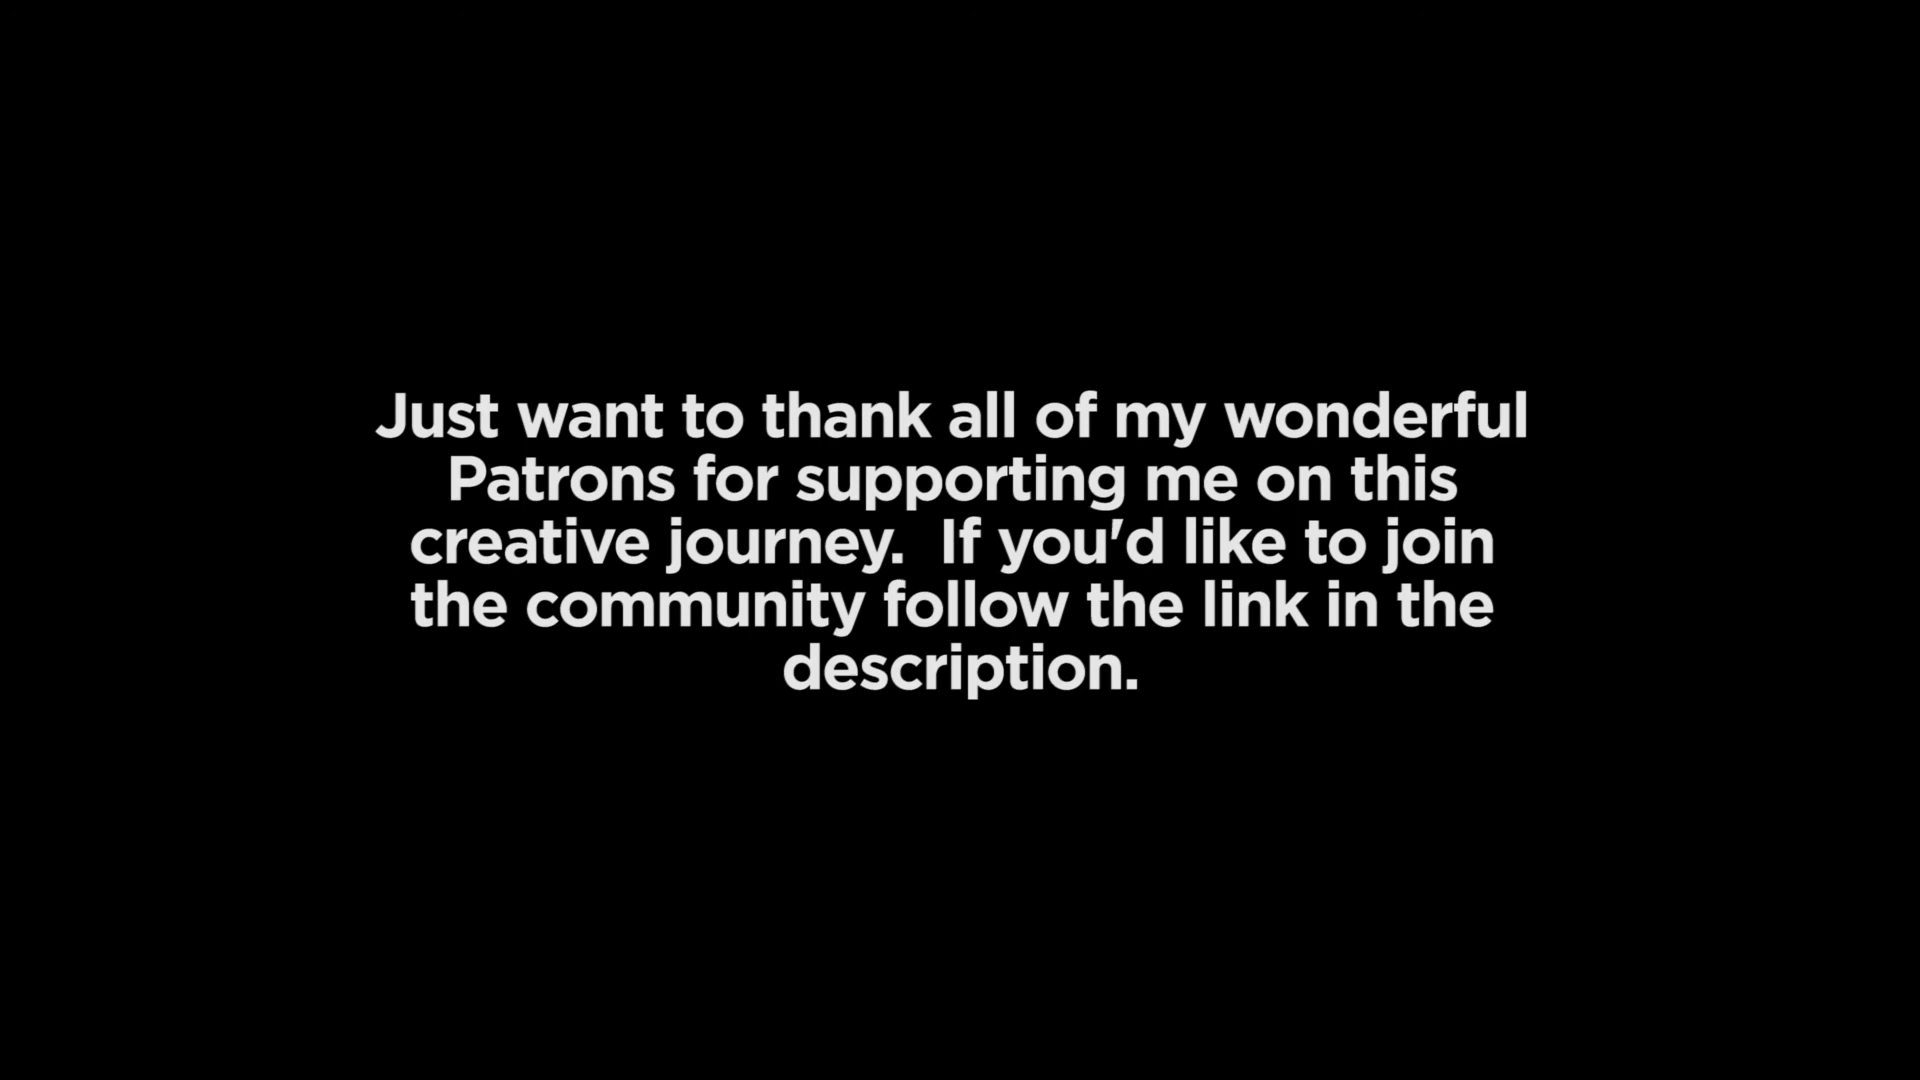 Just want to thank all of my wonderful
Patrons for supporting me on this
creative journey.  If you'd like to join
the community follow the link in the
description.